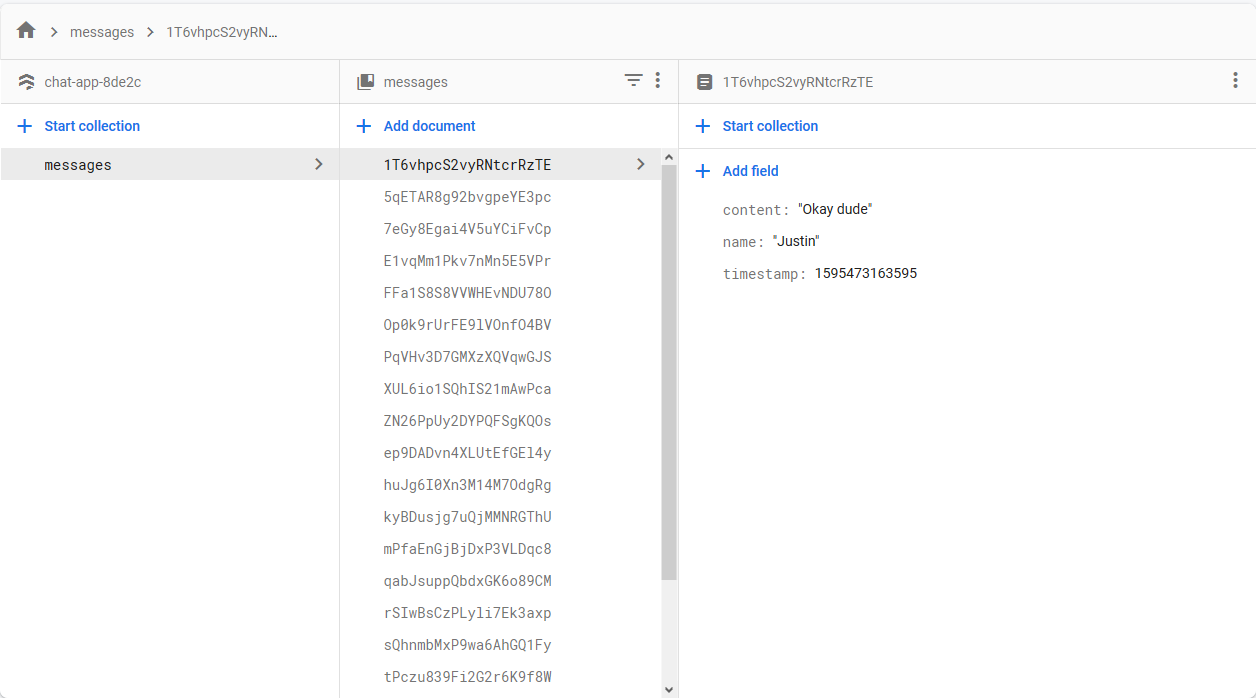 messages
1T6vhpcS2vyRN...
chat-app-8de2c
messages
1T6vhpcS2vyRNtcrRzTE
Start collection
Add document
Start collection
messages
1T6vhpcS2vyRNtcrRzTE
5qETAR8g92bvgpeYE3pc
7eGy8Egai4V5uYCiFvCp
E1vqMm1Pkv7nMn5E5VPr
FFa1S8S8VVWHEvNDU78O
Op0k9rUrFE9lVOnfO4BV
PqVHv3D7GMXzXQVqwGJS
XUL6io1SQhIS21mAwPca
ZN26PpUy2DYPQFSgKQOs
ep9DADvn4XLUtEfGEl4y
huJg6I0Xn3M14M7OdgRg
kyBDusjg7uQjMMNRGThU
mPfaEnGjBjDxP3VLDqc8
qabJsuppQbdxGK6o89CM
rSIwBsCzPLyli7Ek3axp
sQhnmbMxP9wa6AhGQ1Fy
tPczu839Fi2G2r6K9f8W
Add field
content: "Okay dude"
name: "Justin"
timestamp: 1595473163595